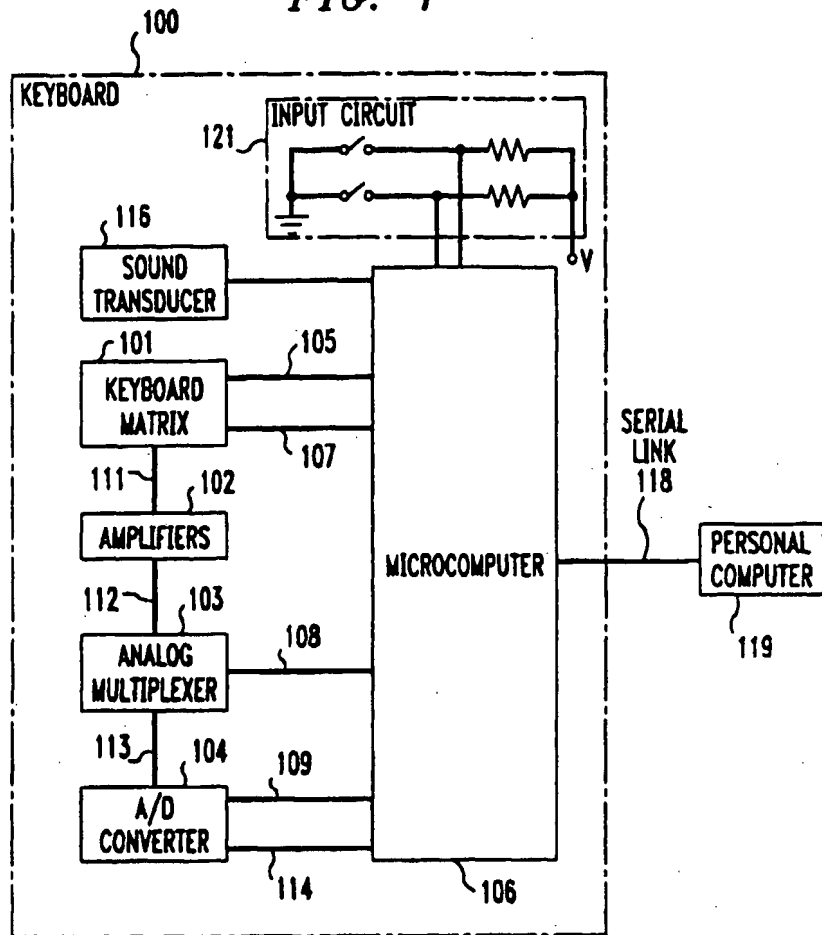 FIG. 1
100
KEYBOARD
INPUT CIRCUIT
121
V
116
SOUND
TRANSDUCER
101
KEYBOARD
MATRIX
105
107
111
102
AMPLIFIERS
112
103
ANALOG
MULTIPLEXER
108
113
104
A/D
CONVERTER
109
114
MICROCOMPUTER
106
SERIAL
LINK
118
PERSONAL
COMPUTER
119